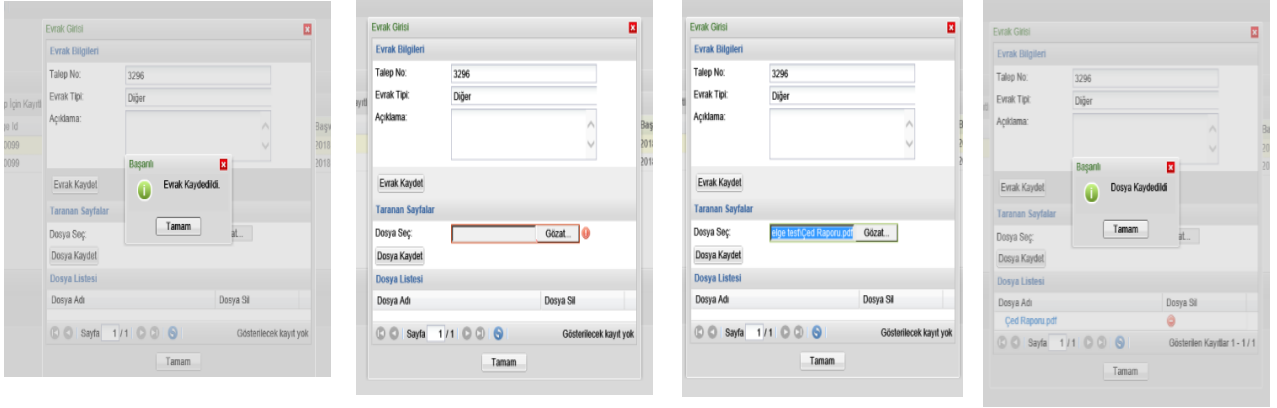 Evrak Girisi
Evrak Bilgileri
Talep No: 3296
Evrak Tipi: Diğer
Açıklama:
Başarılı
Evrak Kaydedildi.
Tamam
Evrak Kaydet
Taranan Sayfalar
Dosya Seç:
Dosya Kaydet
Dosya Listesi
Dosya Adı Dosya Sil
Sayfa 1 / 1 Gösterilecek kayıt yok
Tamam
Evrak Girisi
Evrak Bilgileri
Talep No: 3296
Evrak Tipi: Diğer
Açıklama:
Evrak Kaydet
Taranan Sayfalar
Dosya Seç: Gözat...
Dosya Kaydet
Dosya Listesi
Dosya Adı Dosya Sil
Sayfa 1 / 1 Gösterilecek kayıt yok
Tamam
Evrak Girisi
Evrak Bilgileri
Talep No: 3296
Evrak Tipi: Diğer
Açıklama:
Evrak Kaydet
Taranan Sayfalar
Dosya Seç: elge test\Çed Raporu.pdf Gözat...
Dosya Kaydet
Dosya Listesi
Dosya Adı Dosya Sil
Sayfa 1 / 1 Gösterilecek kayıt yok
Tamam
Evrak Girisi
Evrak Bilgileri
Talep No: 3296
Evrak Tipi: Diğer
Açıklama:
Başarılı
Dosya Kaydedildi
Tamam
Evrak Kaydet
Taranan Sayfalar
Dosya Seç:
Dosya Kaydet
Dosya Listesi
Dosya Adı Dosya Sil
Çed Raporu.pdf
Sayfa 1 / 1 Gösterilen Kayıtlar 1 - 1 / 1
Tamam